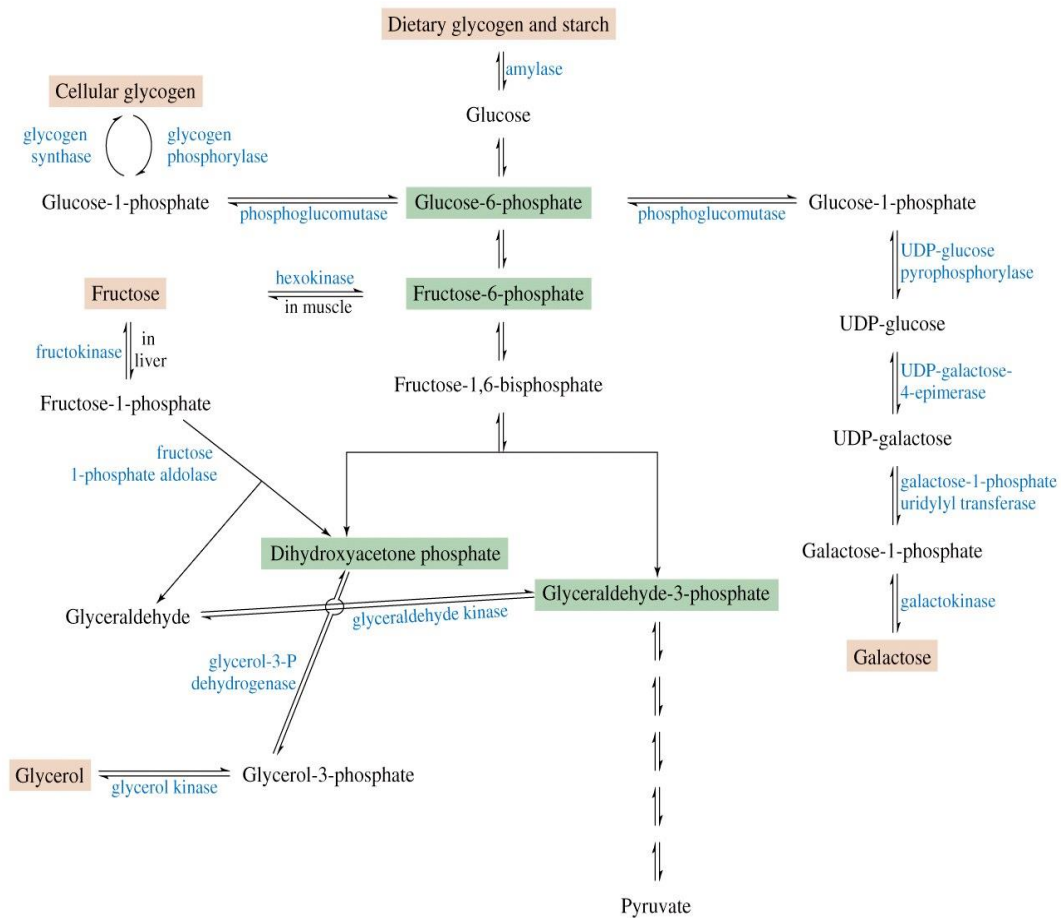 Dietary glycogen and starch
amylase
Cellular glycogen
Glucose
glycogen
synthase
glycogen
phosphorylase
Glucose-1-phosphate
phosphoglucomutase
Glucose-6-phosphate
phosphoglucomutase
Glucose-1-phosphate
UDP-glucose
pyrophosphorylase
Fructose
hexokinase
in muscle
Fructose-6-phosphate
UDP-glucose
fructokinase
in
liver
Fructose-1,6-bisphosphate
UDP-galactose-
4-epimerase
Fructose-1-phosphate
UDP-galactose
fructose
1-phosphate aldolase
galactose-1-phosphate
uridylyl transferase
Dihydroxyacetone phosphate
Galactose-1-phosphate
Glyceraldehyde-3-phosphate
galactokinase
Glyceraldehyde
glyceraldehyde kinase
Galactose
glycerol-3-P
dehydrogenase
Glycerol
glycerol kinase
Glycerol-3-phosphate
Pyruvate